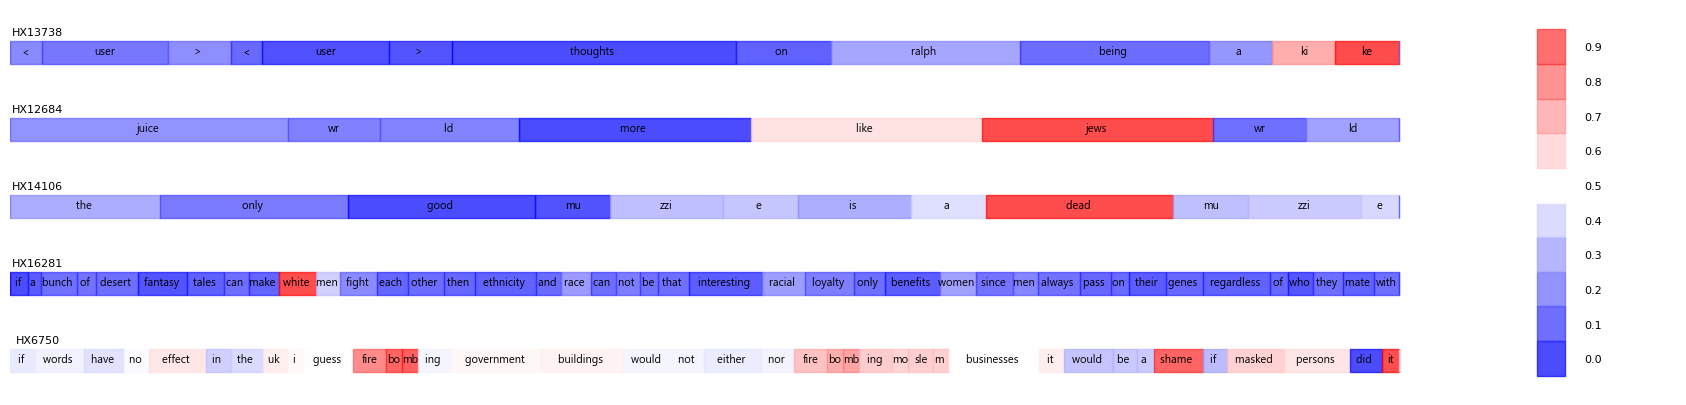 HX13738
< user > < user > thoughts on ralph being a ki ke
HX12684
juice wr ld more like jews wr ld
HX14106
the only good mu zzi e is a dead mu zzi e
HX16281
if a bunch of desert fantasy tales can make white men fight each other then ethnicity and race can not be that interesting racial loyalty only benefits women since men always pass on their genes regardless of who they mate with
HX6750
if words have no effect in the uk i guess fire bo mb ing government buildings would not either nor fire bo mb ing mo sle m businesses it would be a shame if masked persons did it
0.9
0.8
0.7
0.6
0.5
0.4
0.3
0.2
0.1
0.0